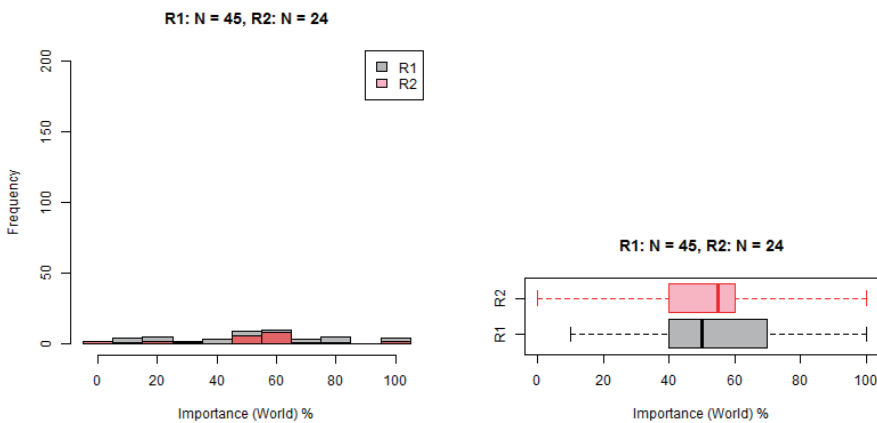 R1: N = 45, R2: N = 24
200
150
100
50
0
Frequency
R1
R2
0 20 40 60 80 100
Importance (World) %
R1: N = 45, R2: N = 24
R2
R1
0 20 40 60 80 100
Importance (World) %